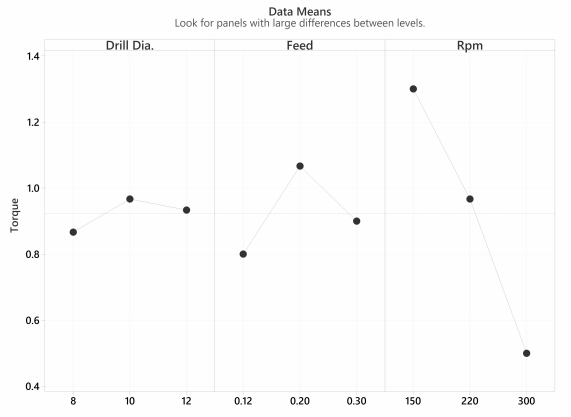 Data Means
Look for panels with large differences between levels.
Drill Dia. Feed Rpm
1.4
1.2
1.0
0.8
0.6
0.4
Torque
8 10 12 0.12 0.20 0.30 150 220 300